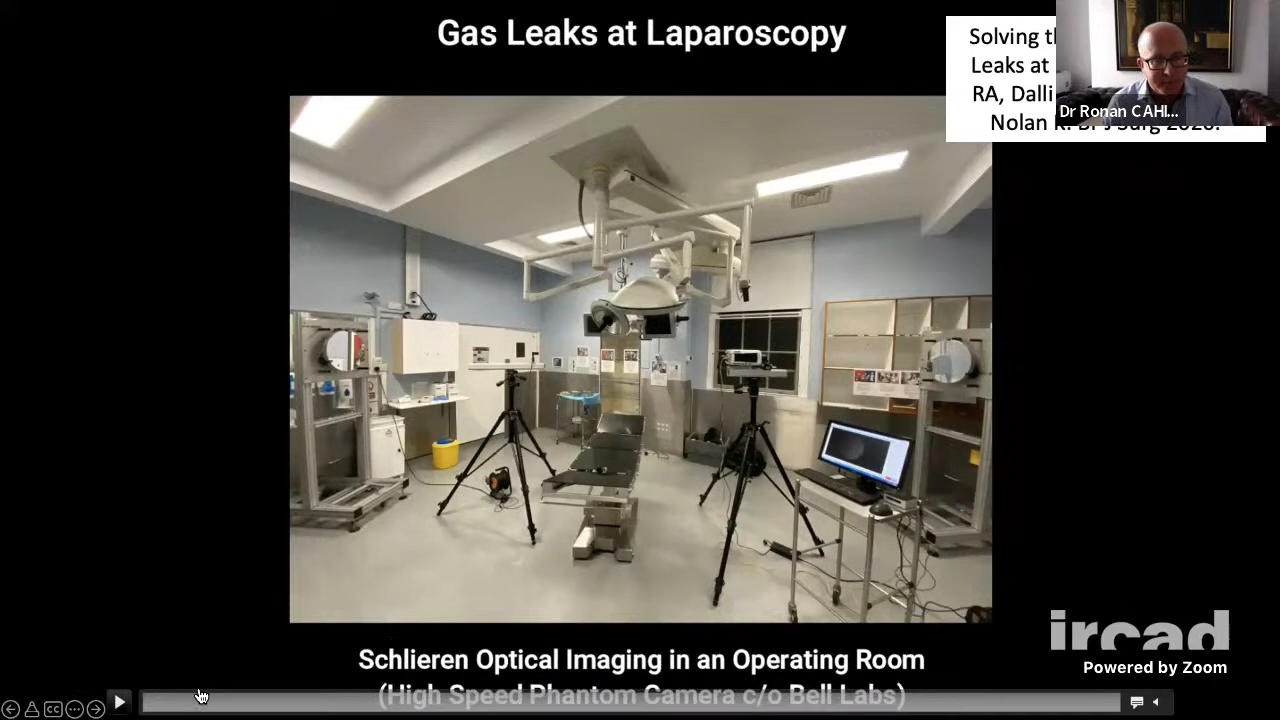 Gas Leaks at Laparoscopy
Solving
Leaks at
RA, Dalli
Nolan
Dr Ronan CAHI...
Schlieren Optical Imaging in an Operating Room
(High Speed Phantom Camera c/o Bell Labs)
ircad
Powered by Zoom
CC